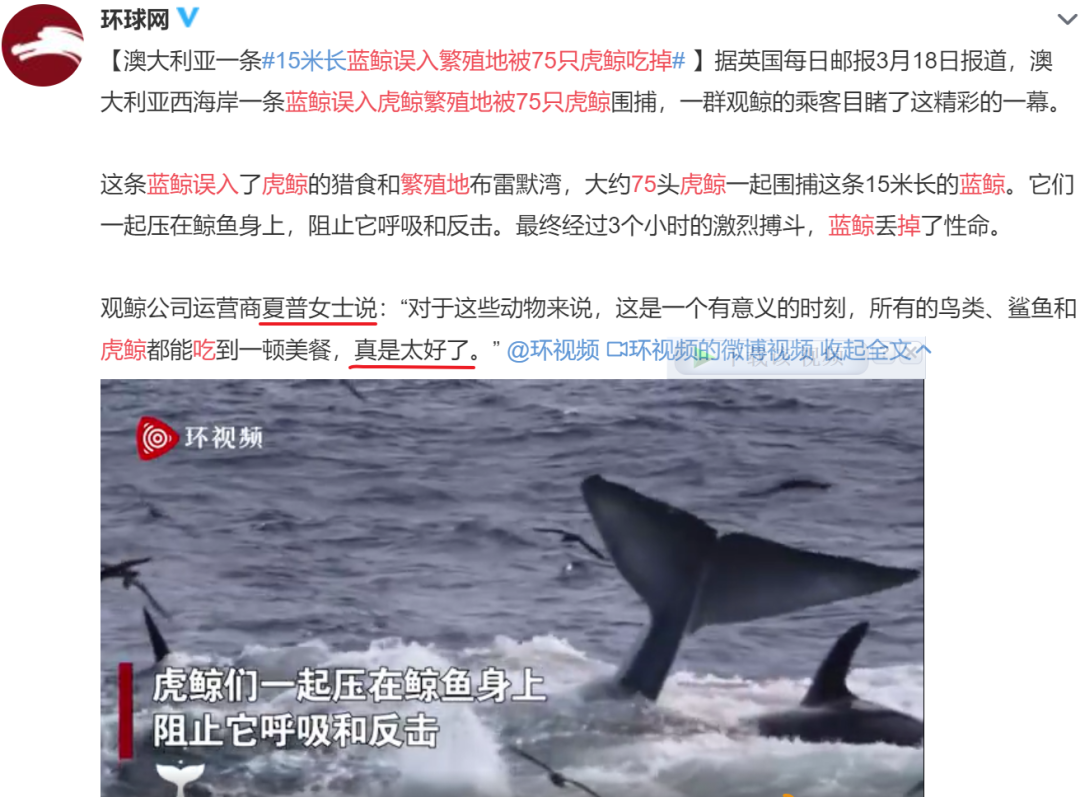 环球网
【澳大利亚一条#15米长蓝鲸误入繁殖地被75只虎鲸吃掉# 】据英国每日邮报3月18日报道，澳
大利亚西海岸一条蓝鲸误入虎鲸繁殖地被75只虎鲸围捕，一群观鲸的乘客目睹了这精彩的一幕。
这条蓝鲸误入了虎鲸的猎食和繁殖地布雷默湾，大约75头虎鲸一起围捕这条15米长的蓝鲸。它们
一起压在鲸鱼身上，阻止它呼吸和反击。最终经过3个小时的激烈搏斗，蓝鲸丢掉了性命。
观鲸公司运营商夏普女士说：“对于这些动物来说，这是一个有意义的时刻，所有的鸟类、鲨鱼和
虎鲸都能吃到一顿美餐，真是太好了。” @环视频 环视频的微博视频 收起全文
环视频
虎鲸们一起压在鲸鱼身上
阻止它呼吸和反击